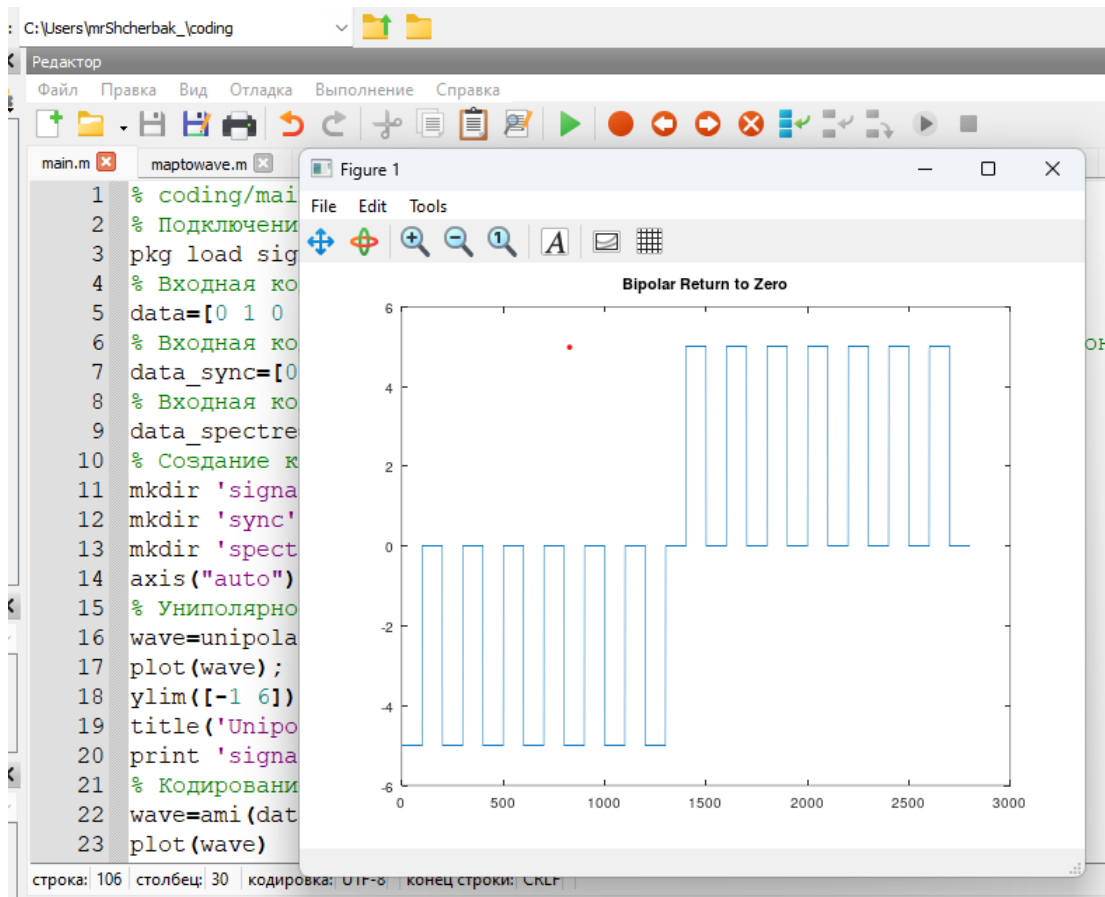 C:\Users\mrShcherbak_\coding
Редактор
Файл Правка Вид Отладка Выполнение Справка
main.m maptowave.m
1 % coding/mai
2 % Подключени
3 pkg load sig
4 % Входная ко
5 data=[0 1 0
6 % Входная ко
7 data_sync=[0
8 % Входная ко
9 data_spectre
10 % Создание к
11 mkdir 'signa
12 mkdir 'sync'
13 mkdir 'spect
14 axis("auto")
15 % Униполярно
16 wave=unipola
17 plot(wave);
18 ylim([-1 6])
19 title('Unipo
20 print 'signa
21 % Кодировани
22 wave=ami(dat
23 plot(wave)
Figure 1
File Edit Tools
A
Bipolar Return to Zero
6
4
2
0
-2
-4
-6
0 500 1000 1500 2000 2500 3000
строка: 106 столбец: 30 кодировка: UTF-8 конец строки: CRLF